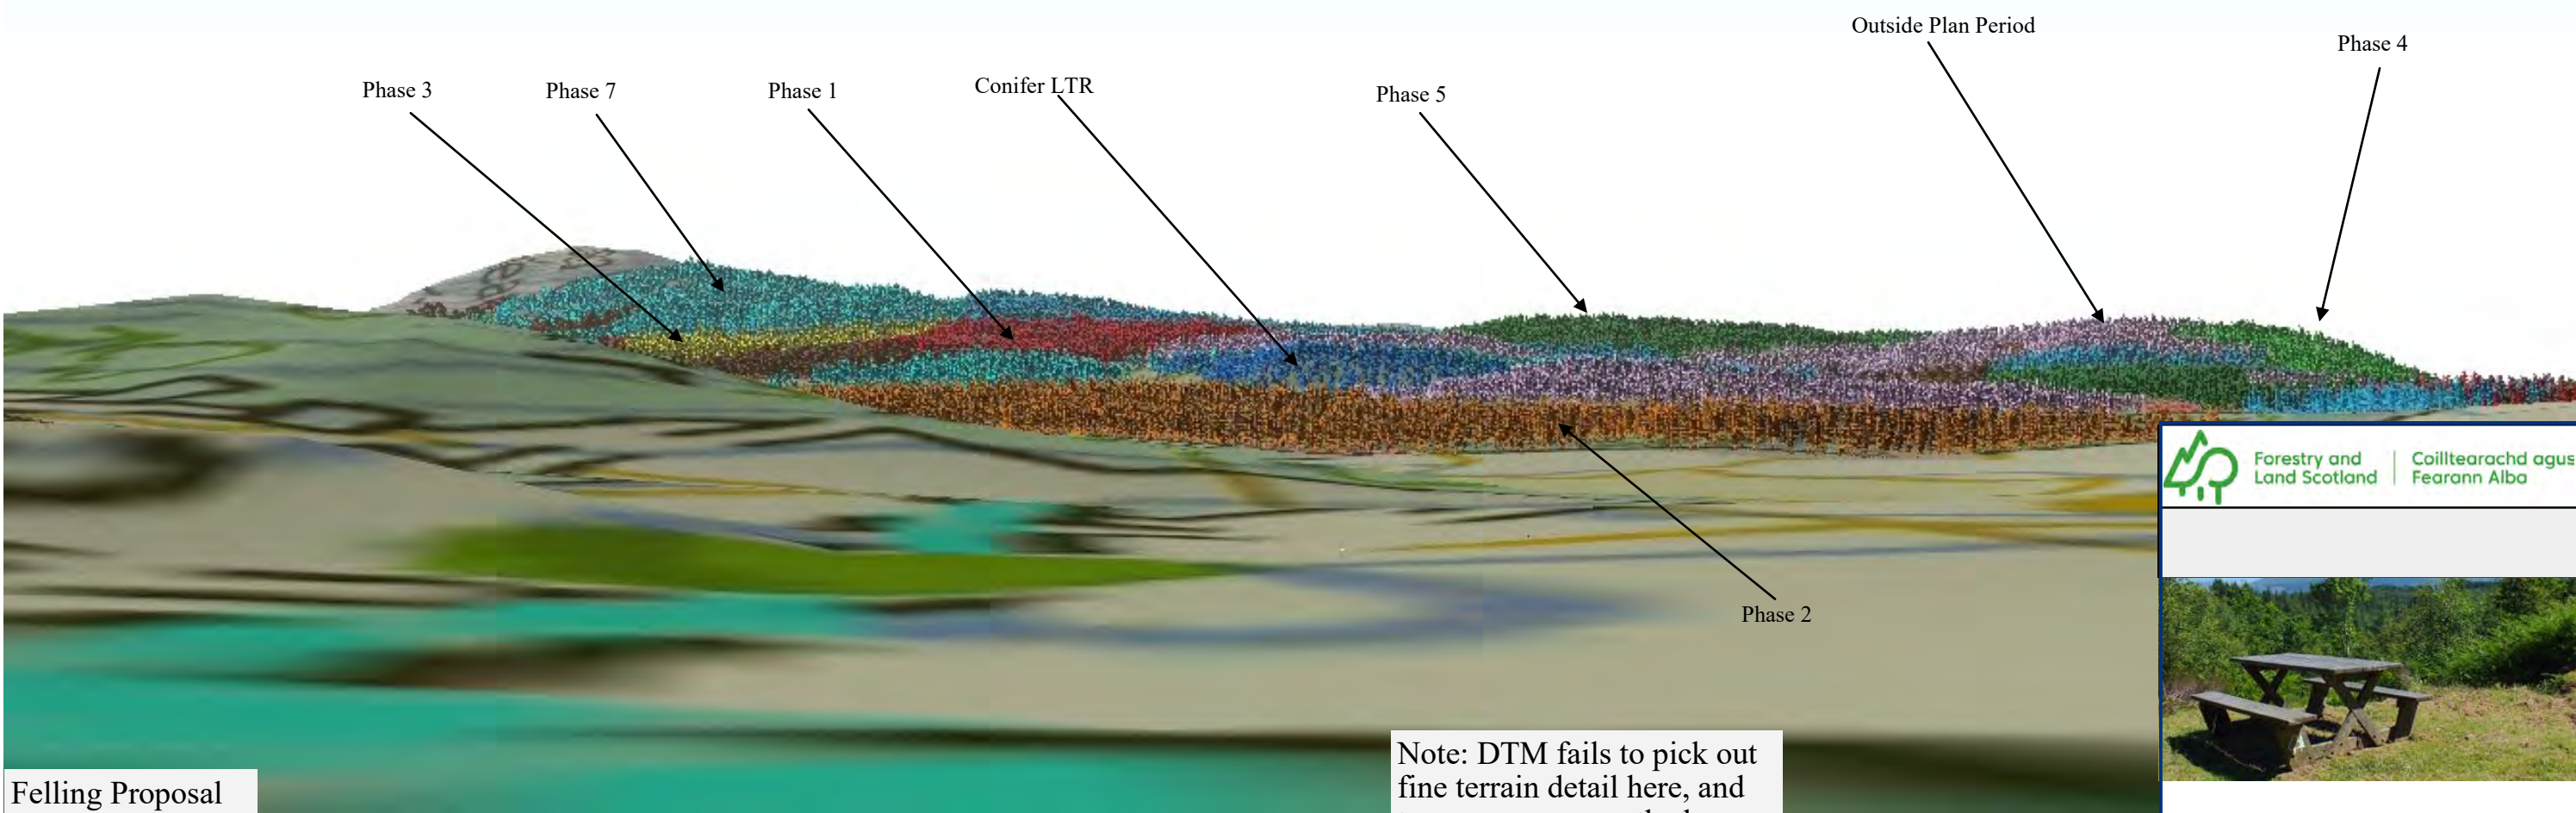 Outside Plan Period
Phase 4
Phase 3
Phase 7
Phase 1
Conifer LTR
Phase 5
Phase 2
Forestry and
Land Scotland
Coilltearachd agus
Fearann Alba
Felling Proposal
Note: DTM fails to pick out
fine terrain detail here, and